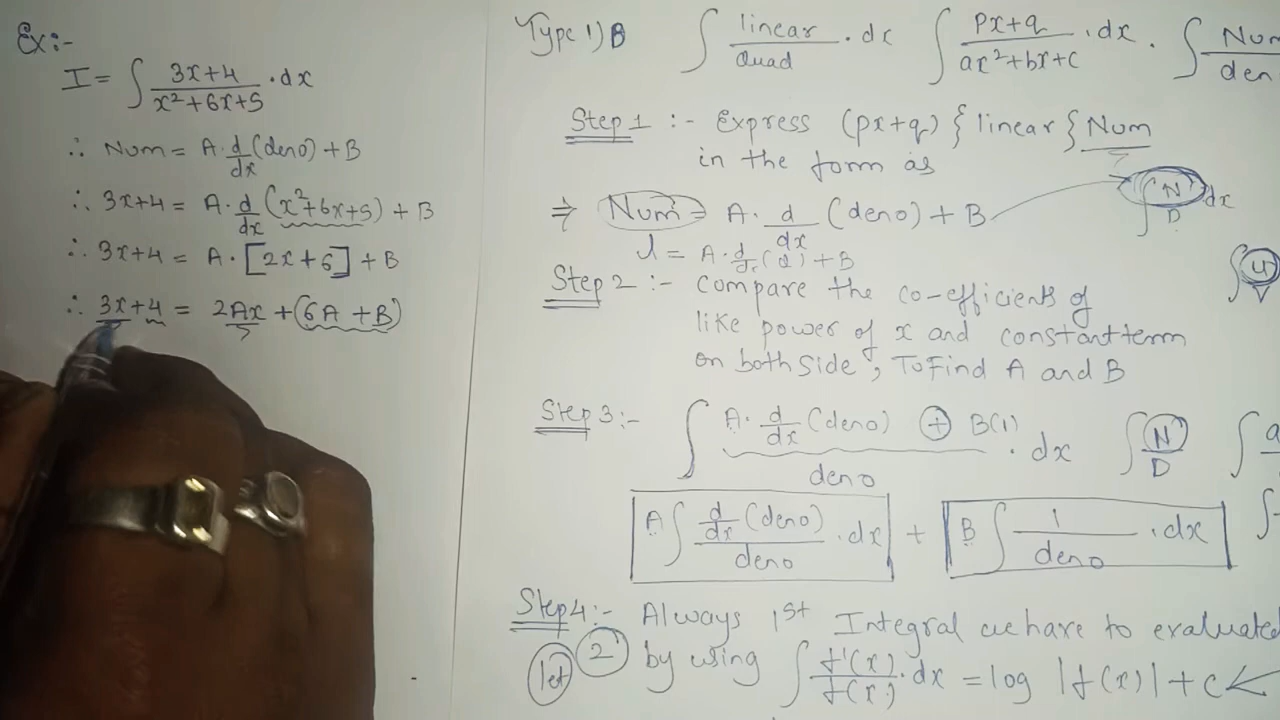 Ex:-
I = ∫ 3x+4 / x²+6x+5 · dx
∴ Num = A · d/dx (deno) + B
∴ 3x+4 = A · d/dx (x²+6x+5) + B
∴ 3x+4 = A · [2x+6] + B
∴ 3x+4 = 2Ax + (6A + B)
Type 1) B ∫ linear / Quad · dx ∫ px+q / ax²+bx+c · dx . ∫ Num / den
Step 1 :- Express (px+q) { linear } Num
in the form as
⇒ Num = A · d/dx (deno) + B ∫ N / D dx
l = A · d/dx ( ) + B
Step 2 :- Compare the co-efficients of ∫ u / v
like power of x and constant term
on both side, To Find A and B
Step 3 :- ∫ A · d/dx (deno) + B(1) / deno · dx ∫ N / D ∫ a
A ∫ d/dx (deno) / deno · dx + B ∫ 1 / deno · dx ∫
Step 4 :- Always 1st Integral we have to evaluated
let 2 by using ∫ f'(x) / f(x) · dx = log |f(x)| + c